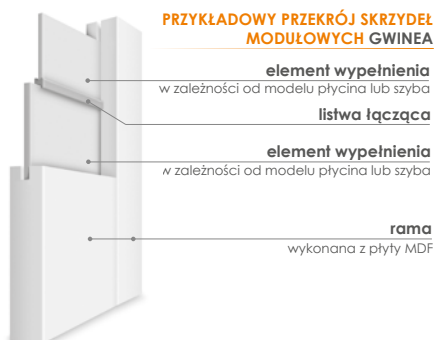 PRZYKŁADOWY PRZEKRÓJ SKRZYDEŁ
MODUŁOWYCH GWINEA
element wypełnienia
w zależności od modelu płycina lub szyba
listwa łącząca
element wypełnienia
w zależności od modelu płycina lub szyba
rama
wykonana z płyty MDF